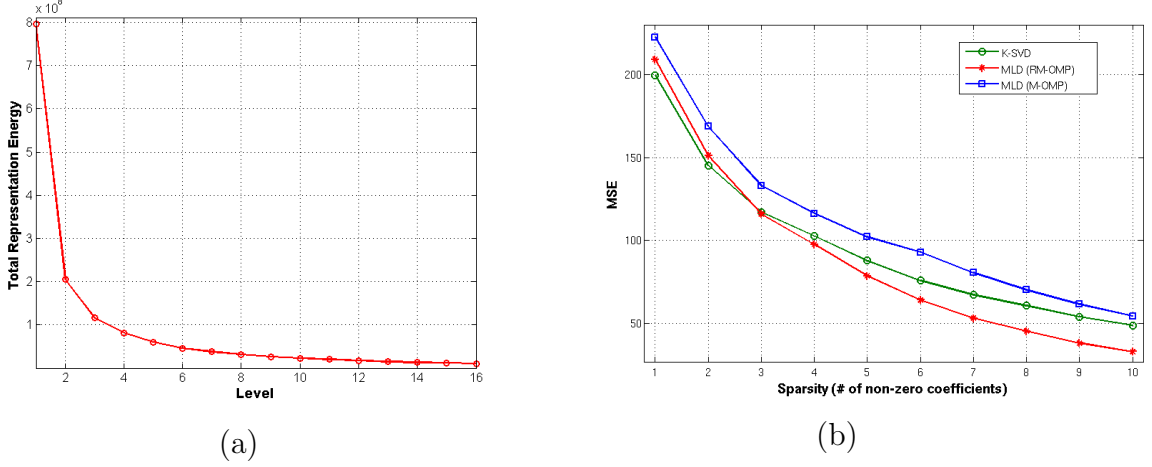 × 10⁸
8
7
6
5
4
3
2
1
2 4 6 8 10 12 14 16
Total Representation Energy
Level
(a)
200
150
100
50
1 2 3 4 5 6 7 8 9 10
MSE
Sparsity (# of non-zero coefficients)
K-SVD
MLD (RM-OMP)
MLD (M-OMP)
(b)